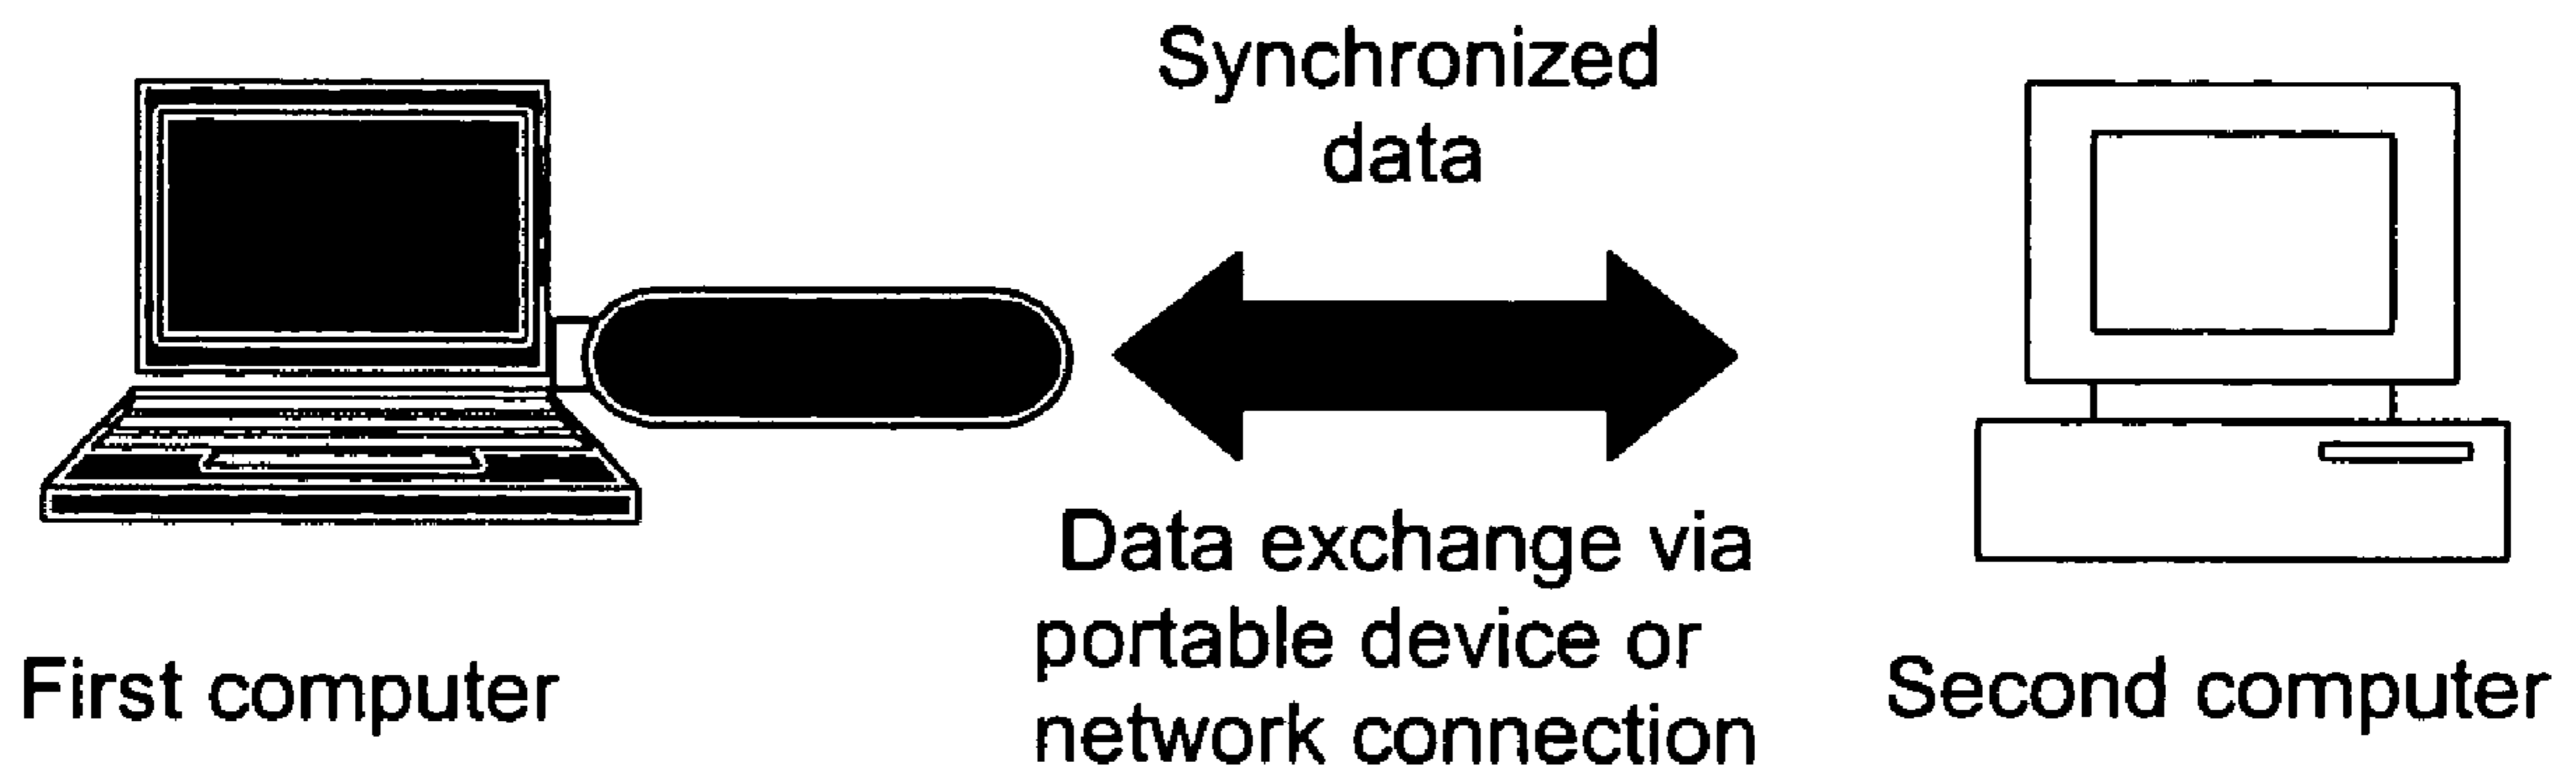 Synchronized
data
Data exchange via
portable device or
network connection
First computer
Second computer